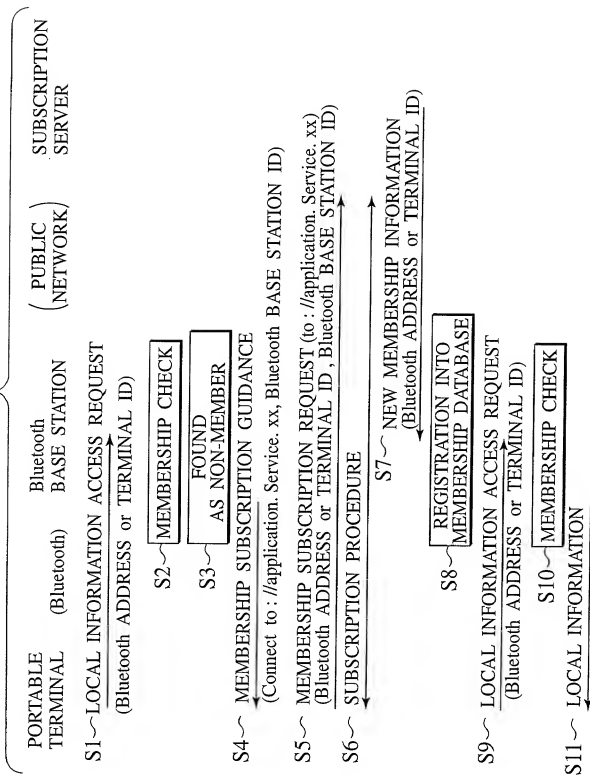 PORTABLE
TERMINAL
(Bluetooth)
Bluetooth
BASE STATION
(PUBLIC
NETWORK)
SUBSCRIPTION
SERVER
S1~LOCAL INFORMATION ACCESS REQUEST
(Bluetooth ADDRESS or TERMINAL ID)
S2~MEMBERSHIP CHECK
S3~FOUND
AS NON-MEMBER
S4~ MEMBERSHIP SUBSCRIPTION GUIDANCE
(Connect to : //application. Service. xx, Bluetooth BASE STATION ID)
S5~ MEMBERSHIP SUBSCRIPTION REQUEST (to : //application. Service. xx)
(Bluetooth ADDRESS or TERMINAL ID , Bluetooth BASE STATION ID)
S6~ SUBSCRIPTION PROCEDURE
S7~ NEW MEMBERSHIP INFORMATION
(Bluetooth ADDRESS or TERMINAL ID)
S8~REGISTRATION INTO
MEMBERSHIP DATABASE
S9~ LOCAL INFORMATION ACCESS REQUEST
(Bluetooth ADDRESS or TERMINAL ID)
S10~MEMBERSHIP CHECK
S11~ LOCAL INFORMATION